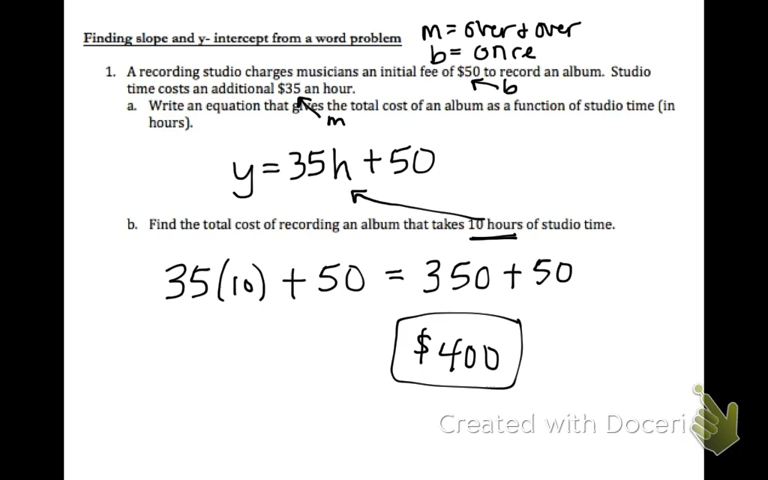 Finding slope and y- intercept from a word problem
m = over + over
b = once
1. A recording studio charges musicians an initial fee of $50 to record an album. Studio
time costs an additional $35 an hour.
b
a. Write an equation that gives the total cost of an album as a function of studio time (in
m
hours).
y = 35h + 50
b. Find the total cost of recording an album that takes 10 hours of studio time.
35(10) + 50 = 350 + 50
$400
Created with Doceri